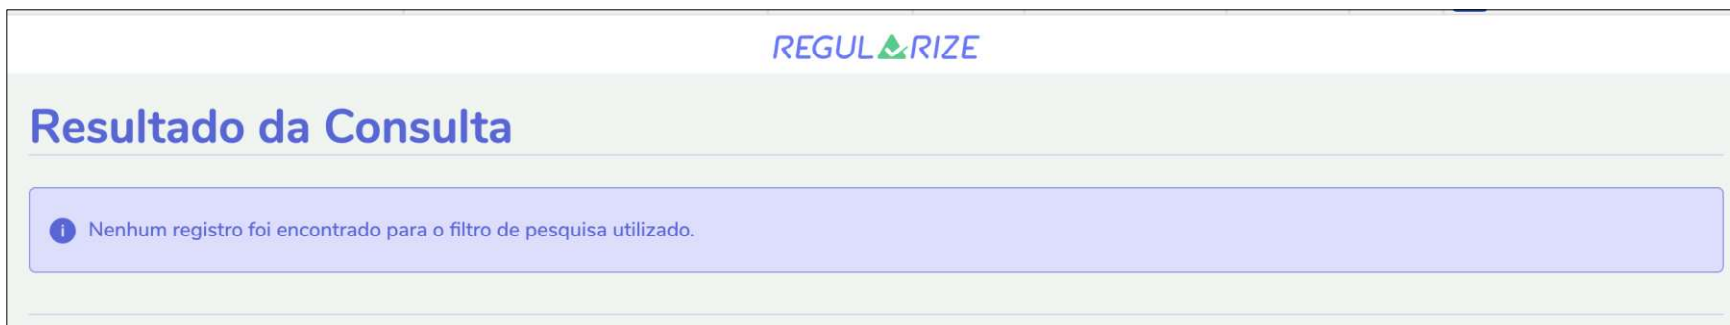 REGULARIZE
Resultado da Consulta
Nenhum registro foi encontrado para o filtro de pesquisa utilizado.